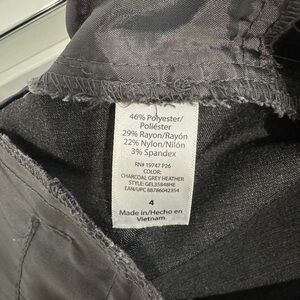 46% Polyester/
Poliéster
29% Rayon/Rayón
22% Nylon/Nilón
3% Spandex
RN# 19747 P26
COLOR:
CHARCOAL GREY HEATHER
STYLE: GEL35848HE
EAN/UPC 88786042354
4
Made in/Hecho en
Vietnam